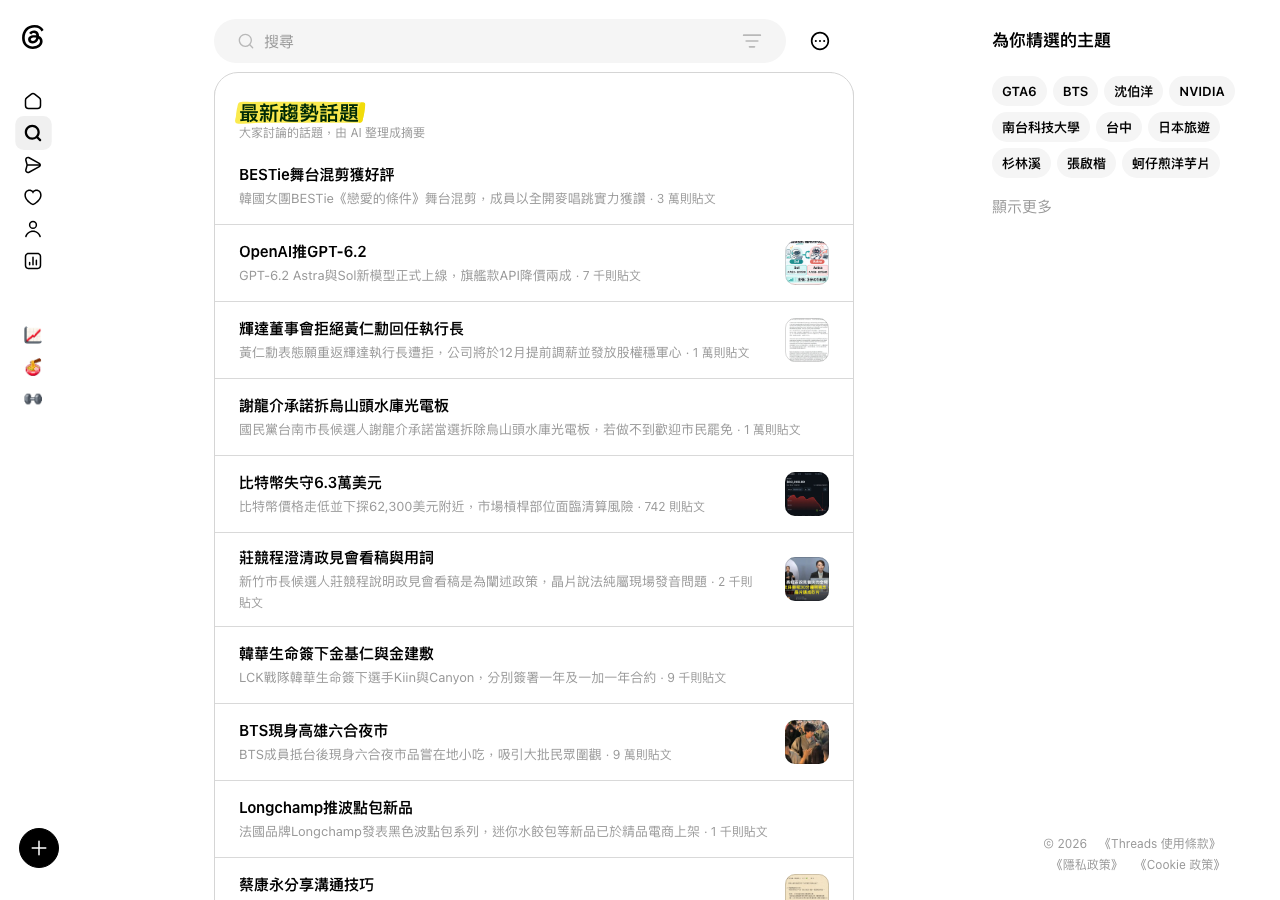 搜尋
最新趨勢話題
大家討論的話題，由 AI 整理成摘要
BESTie舞台混剪獲好評
韓國女團BESTie《戀愛的條件》舞台混剪，成員以全開麥唱跳實力獲讚 · 3 萬則貼文
OpenAI推GPT-6.2
GPT-6.2 Astra與Sol新模型正式上線，旗艦款API降價兩成 · 7 千則貼文
輝達董事會拒絕黃仁勳回任執行長
黃仁勳表態願重返輝達執行長遭拒，公司將於12月提前調薪並發放股權穩軍心 · 1 萬則貼文
謝龍介承諾拆烏山頭水庫光電板
國民黨台南市長候選人謝龍介承諾當選拆除烏山頭水庫光電板，若做不到歡迎市民罷免 · 1 萬則貼文
比特幣失守6.3萬美元
比特幣價格走低並下探62,300美元附近，市場槓桿部位面臨清算風險 · 742 則貼文
莊競程澄清政見會看稿與用詞
新竹市長候選人莊競程說明政見會看稿是為闡述政策，晶片說法純屬現場發音問題 · 2 千則
貼文
韓華生命簽下金基仁與金建敷
LCK戰隊韓華生命簽下選手Kiin與Canyon，分別簽署一年及一加一年合約 · 9 千則貼文
BTS現身高雄六合夜市
BTS成員抵台後現身六合夜市品嘗在地小吃，吸引大批民眾圍觀 · 9 萬則貼文
Longchamp推波點包新品
法國品牌Longchamp發表黑色波點包系列，迷你水餃包等新品已於精品電商上架 · 1 千則貼文
蔡康永分享溝通技巧
為你精選的主題
GTA6 BTS 沈伯洋 NVIDIA
南台科技大學 台中 日本旅遊
杉林溪 張啟楷 蚵仔煎洋芋片
顯示更多
© 2026 《Threads 使用條款》
《隱私政策》 《Cookie 政策》